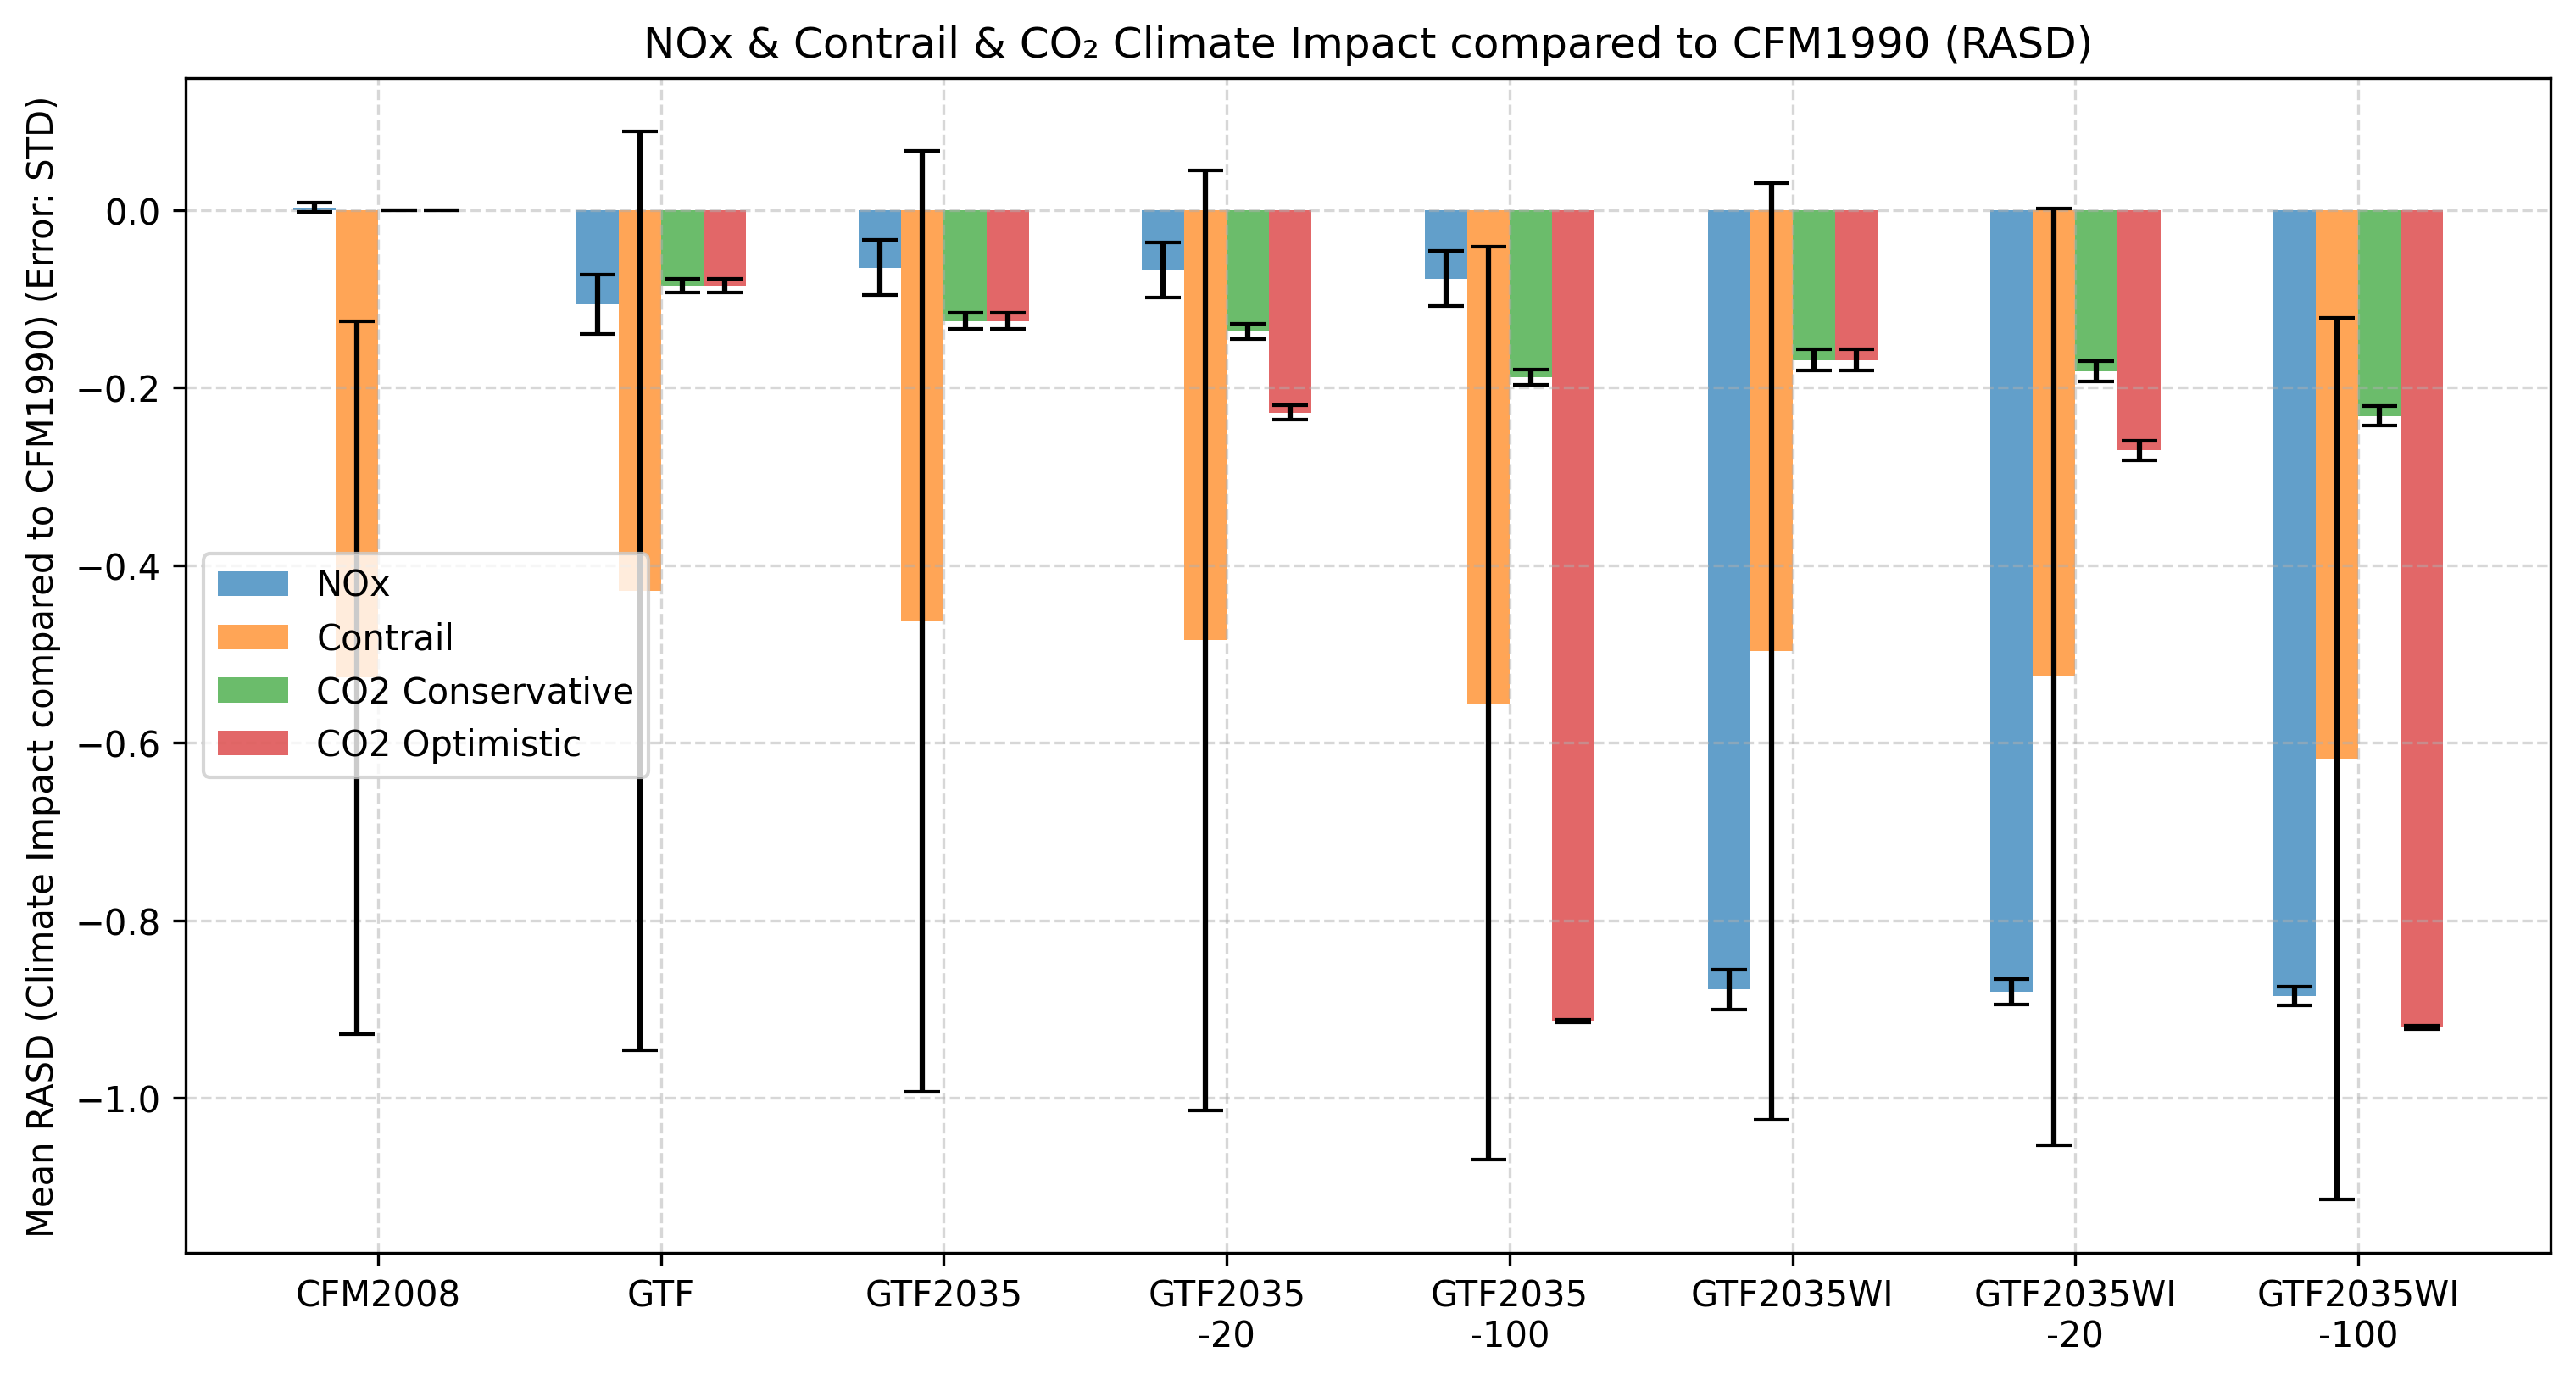 NOx & Contrail & CO₂ Climate Impact compared to CFM1990 (RASD)
Mean RASD (Climate Impact compared to CFM1990) (Error: STD)
0.0
−0.2
−0.4
−0.6
−0.8
−1.0
NOx
Contrail
CO2 Conservative
CO2 Optimistic
CFM2008
GTF
GTF2035
GTF2035
-20
GTF2035
-100
GTF2035WI
GTF2035WI
-20
GTF2035WI
-100